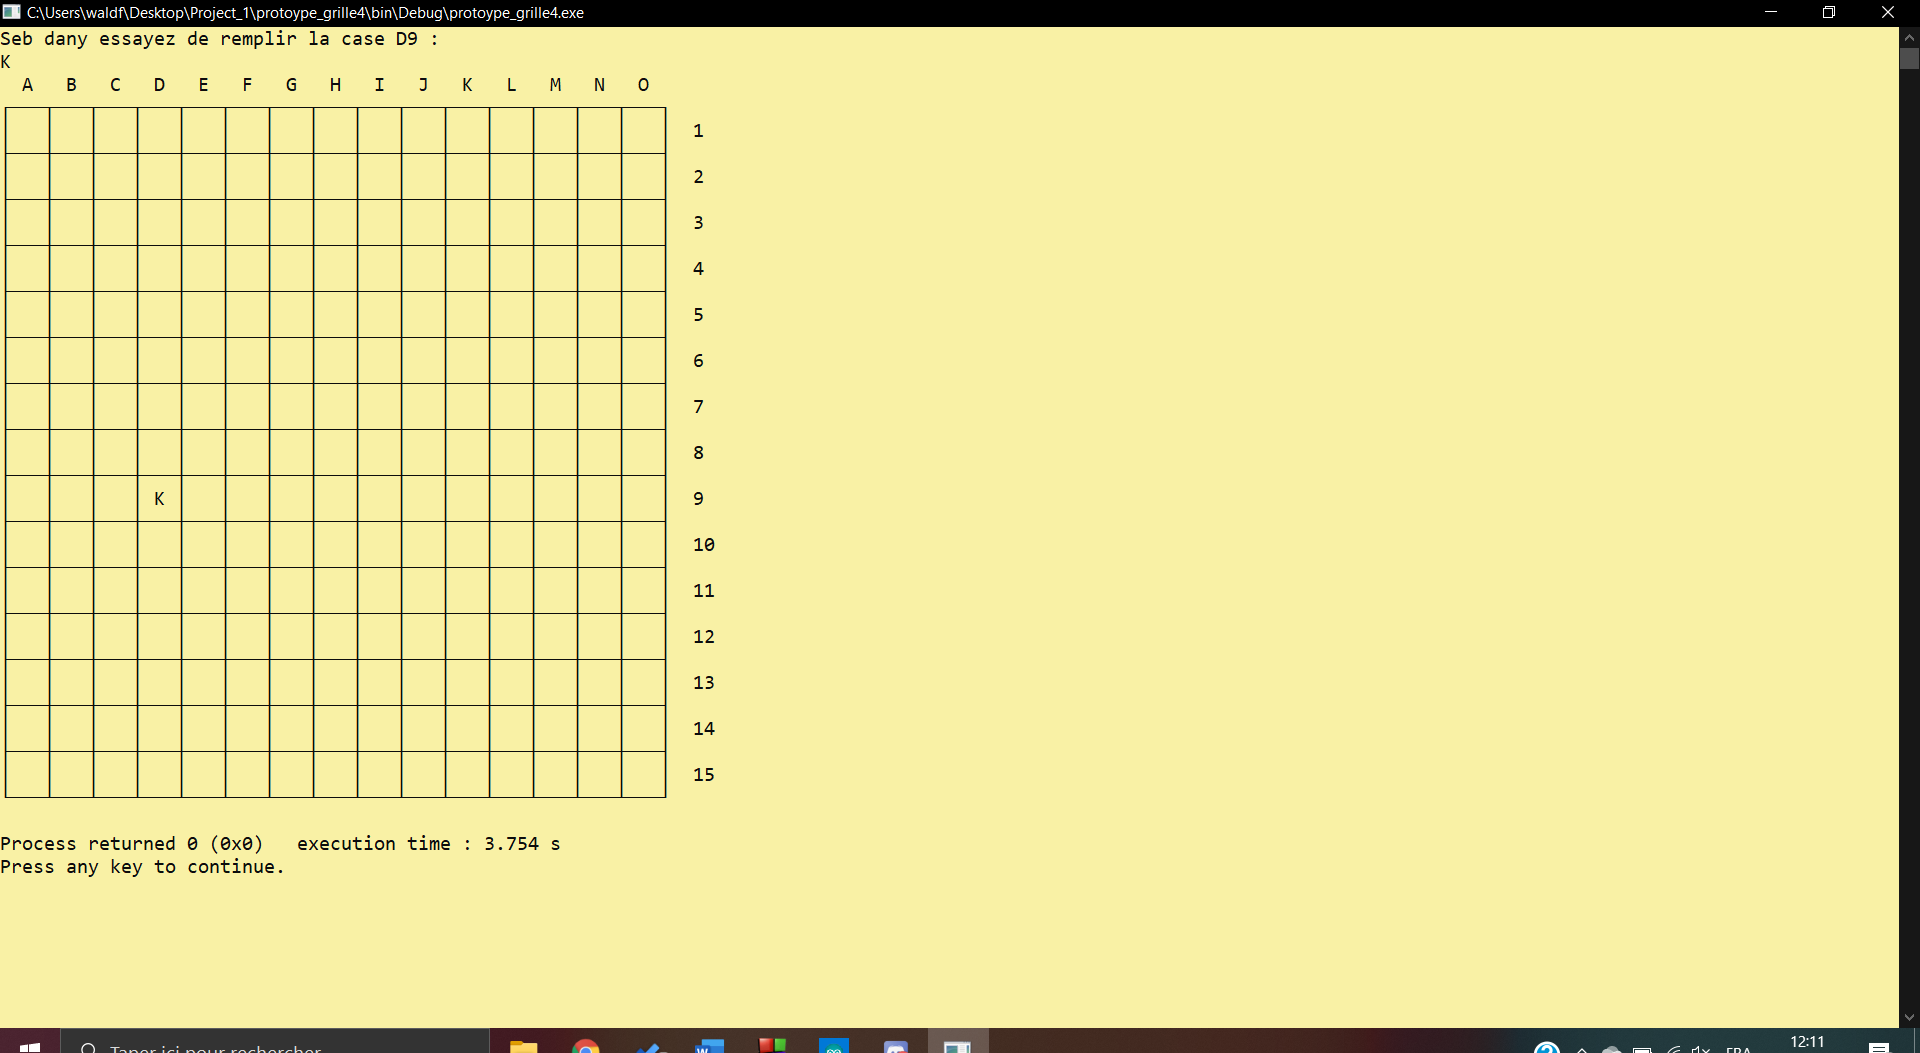 C:\Users\waldf\Desktop\Project_1\protoype_grille4\bin\Debug\protoype_grille4.exe
Seb dany essayez de remplir la case D9 :
K
A B C D E F G H I J K L M N O
1
2
3
4
5
6
7
8
K 9
10
11
12
13
14
15
Process returned 0 (0x0)   execution time : 3.754 s
Press any key to continue.
Taper ici pour rechercher
FRA
12:11